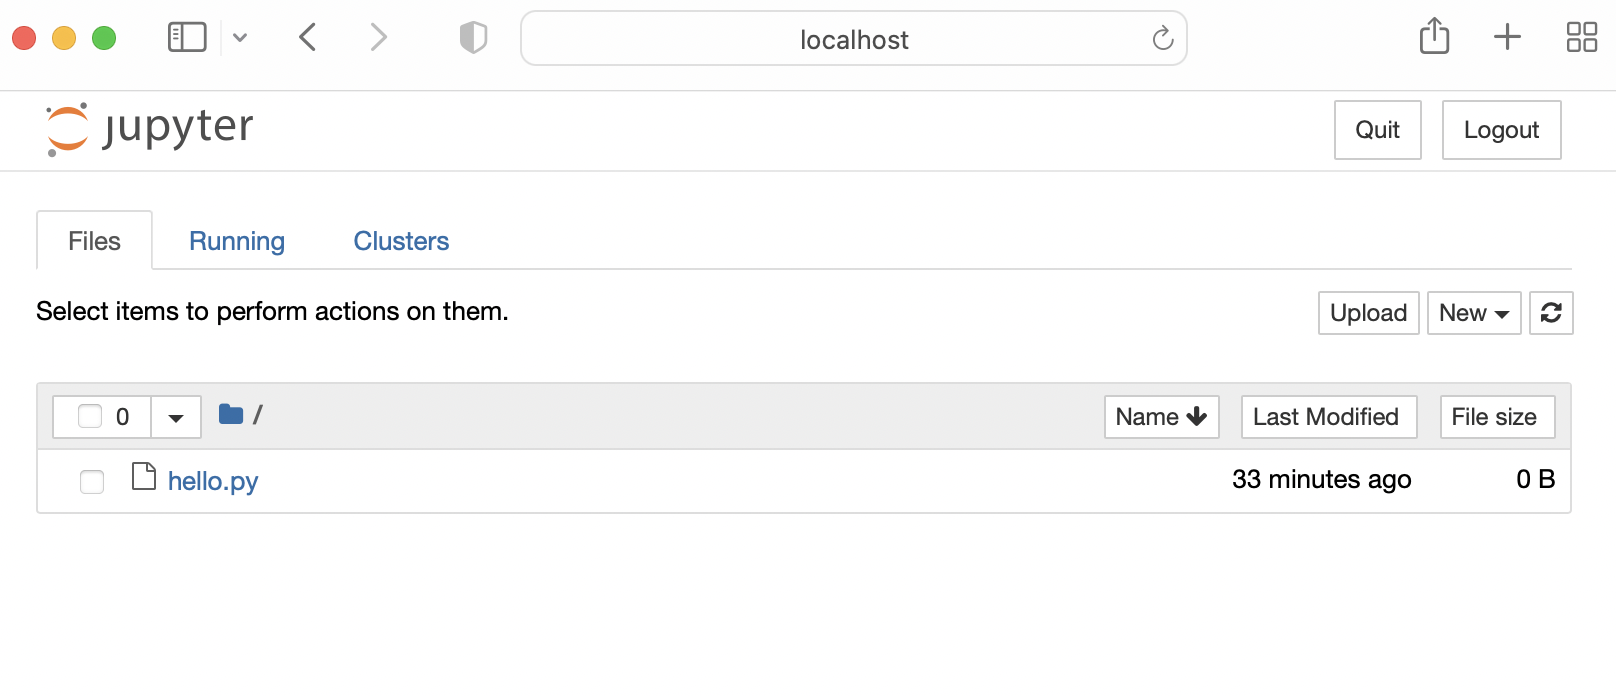 localhost
jupyter
Quit
Logout
Files
Running
Clusters
Select items to perform actions on them.
Upload
New
0
/
Name
Last Modified
File size
hello.py
33 minutes ago
0 B